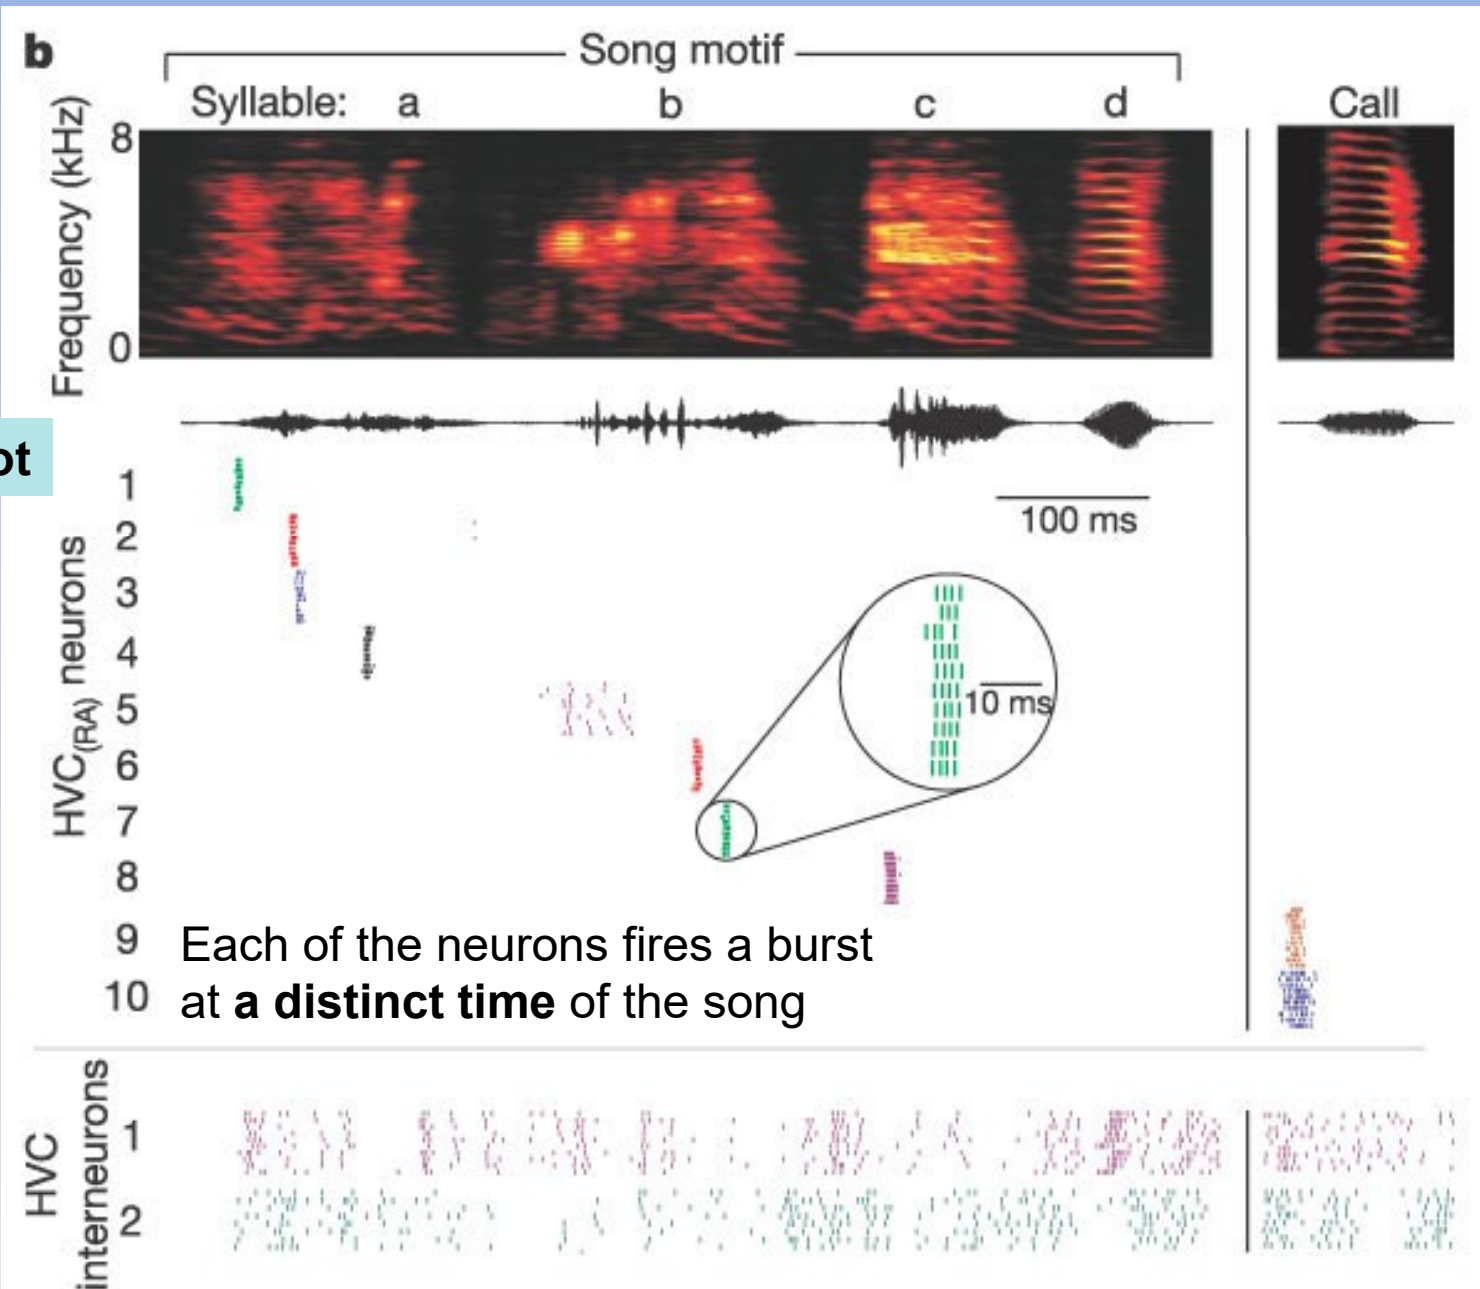 b
Song motif
Syllable: a b c d Call
Frequency (kHz)
8
0
ot
100 ms
HVC(RA) neurons
1
2
3
4
5
6
7
8
9
10
10 ms
Each of the neurons fires a burst
at a distinct time of the song
HVC
interneurons
1
2